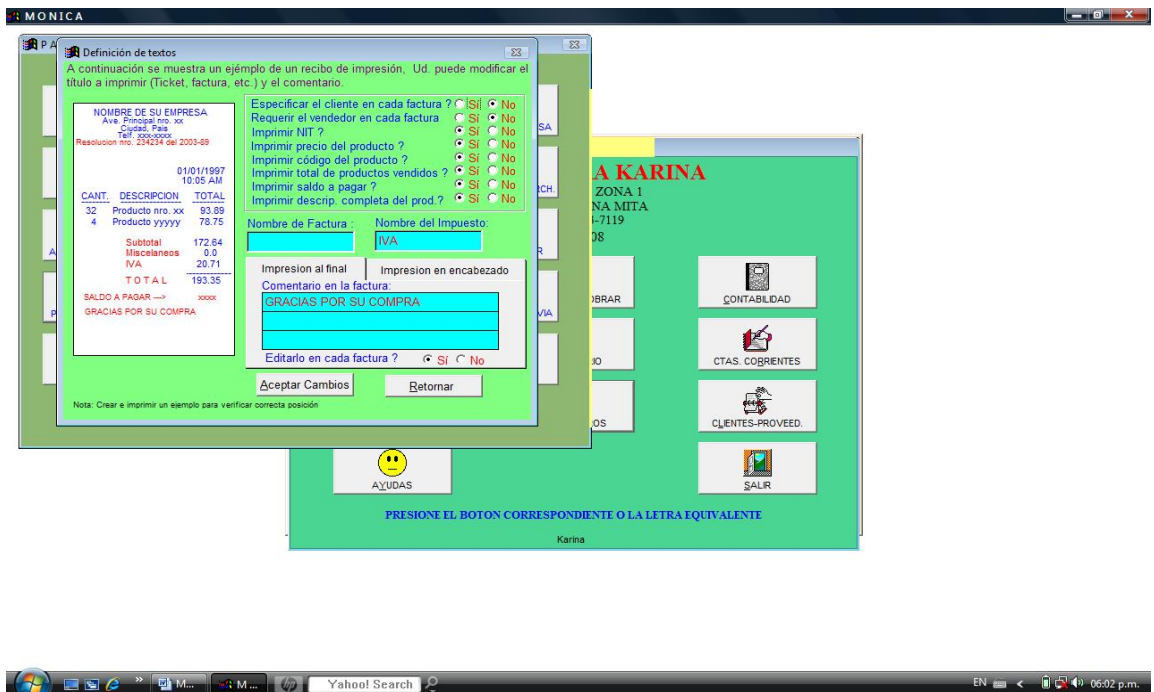 MONICA
P A
Definición de textos
A continuación se muestra un ejémplo de un recibo de impresión, Ud. puede modificar el
título a imprimir (Ticket, factura, etc.) y el comentario.
NOMBRE DE SU EMPRESA
Ave. Principal nro. xx
Ciudad, Pais
Telf. xxx-xxxx
Resolucion nro. 234234 del 2003-69
01/01/1997
10:05 AM
CANT. DESCRIPCION TOTAL
32 Producto nro. xx 93.89
4 Producto yyyyy 78.75
Subtotal 172.64
Miscelaneos 0.0
IVA 20.71
T O T A L 193.35
SALDO A PAGAR ---> xxxx
GRACIAS POR SU COMPRA
Especificar el cliente en cada factura ? Sí No
Requerir el vendedor en cada factura Sí No
Imprimir NIT ? Sí No
Imprimir precio del producto ? Sí No
Imprimir código del producto ? Sí No
Imprimir total de productos vendidos ? Sí No
Imprimir saldo a pagar ? Sí No
Imprimir descrip. completa del prod.? Sí No
Nombre de Factura : Nombre del Impuesto:
IVA
Impresion al final Impresion en encabezado
Comentario en la factura:
GRACIAS POR SU COMPRA
Editarlo en cada factura ? Sí No
Aceptar Cambios Retornar
Nota: Crear e imprimir un ejemplo para verificar correcta posición
SA
RCH.
R
VIA
A
P
A KARINA
ZONA 1
NA MITA
-7119
08
OBRAR
CONTABILIDAD
IO
CTAS. CORRIENTES
OS
CLIENTES-PROVEED.
AYUDAS
SALIR
PRESIONE EL BOTON CORRESPONDIENTE O LA LETRA EQUIVALENTE
Karina
M...
M ...
Yahoo! Search
EN
06:02 p.m.